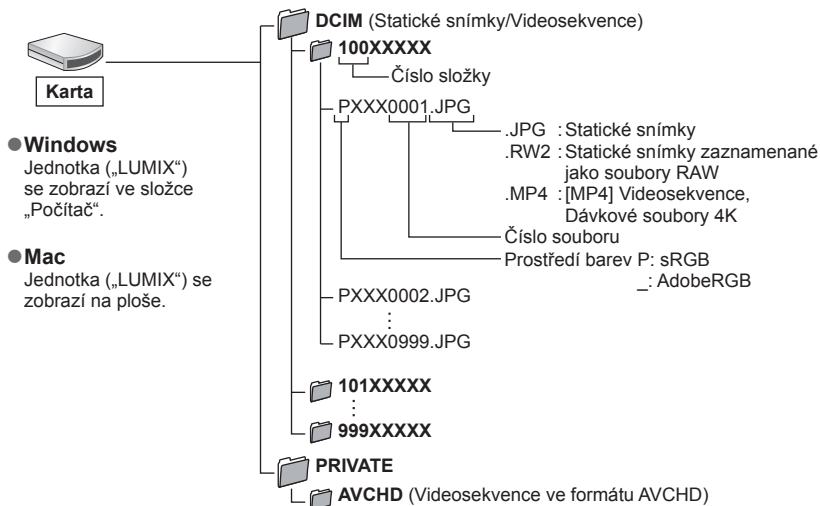 DCIM (Statické snímky/Videosekvence)
100XXXXX
Číslo složky
Karta
PXXX0001.JPG
.JPG : Statické snímky
.RW2 : Statické snímky zaznamenané
jako soubory RAW
.MP4 : [MP4] Videosekvence,
Dávkové soubory 4K
Číslo souboru
Prostředí barev P: sRGB
_: AdobeRGB
●Windows
Jednotka („LUMIX“)
se zobrazí ve složce
„Počítač“.
●Mac
Jednotka („LUMIX“) se
zobrazí na ploše.
PXXX0002.JPG
PXXX0999.JPG
101XXXXX
999XXXXX
PRIVATE
AVCHD (Videosekvence ve formátu AVCHD)